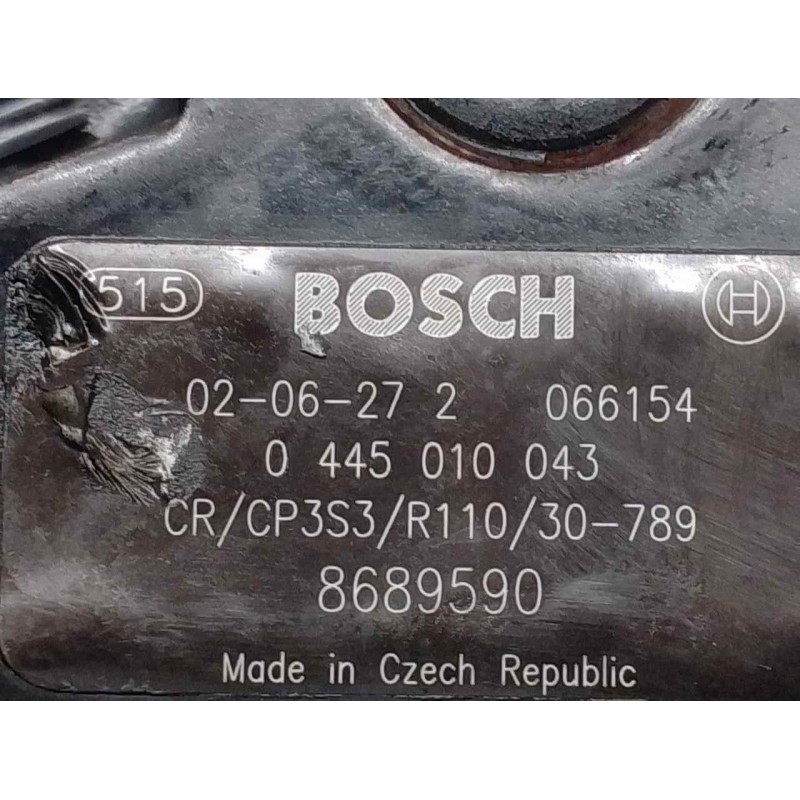 515 BOSCH
02-06-27 2 066154
0 445 010 043
CR/CP3S3/R110/30-789
8689590
Made in Czech Republic